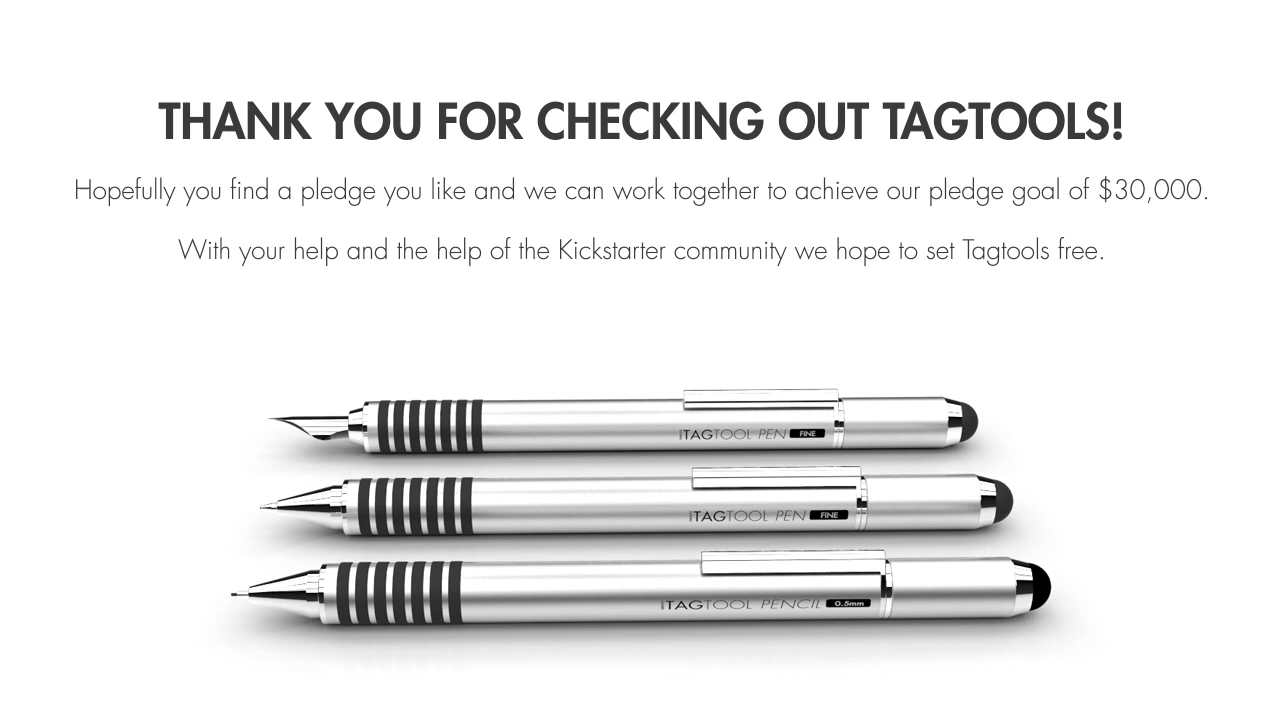 THANK YOU FOR CHECKING OUT TAGTOOLS!
Hopefully you find a pledge you like and we can work together to achieve our pledge goal of $30,000.
With your help and the help of the Kickstarter community we hope to set Tagtools free.
TAGTOOL PEN FINE
TAGTOOL PEN FINE
TAGTOOL PENCIL 0.5mm